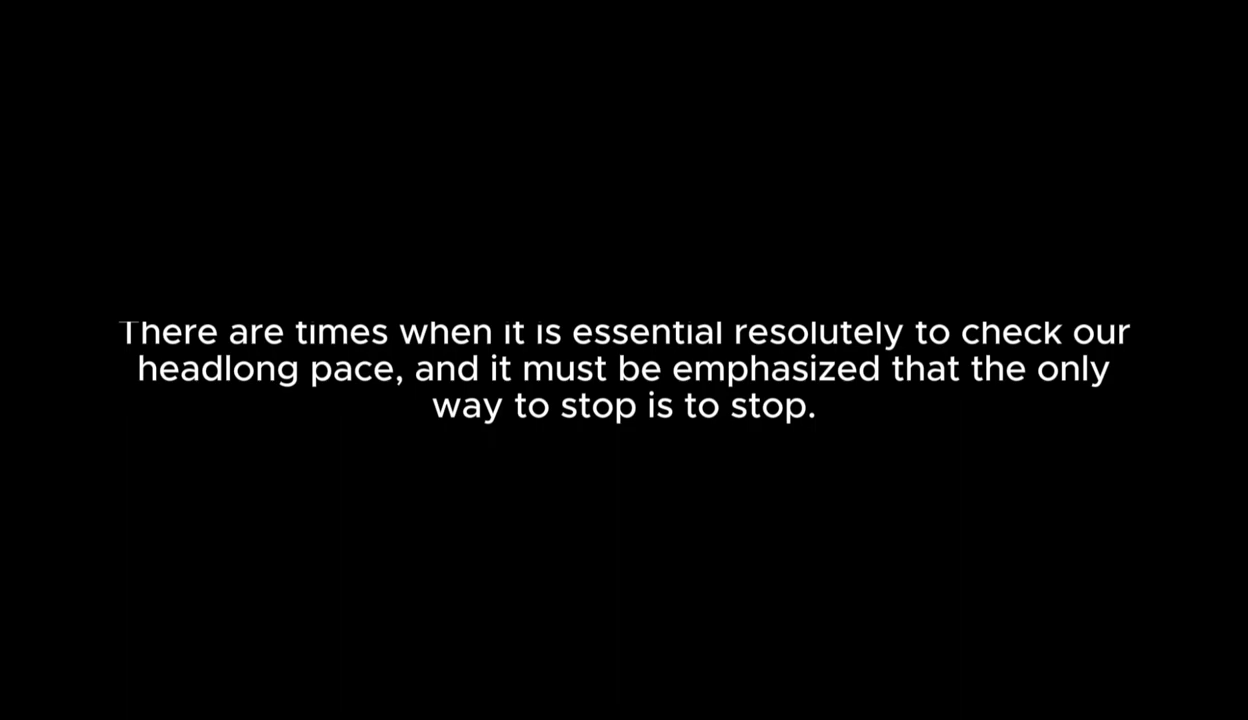 There are times when it is essential resolutely to check our
headlong pace, and it must be emphasized that the only
way to stop is to stop.